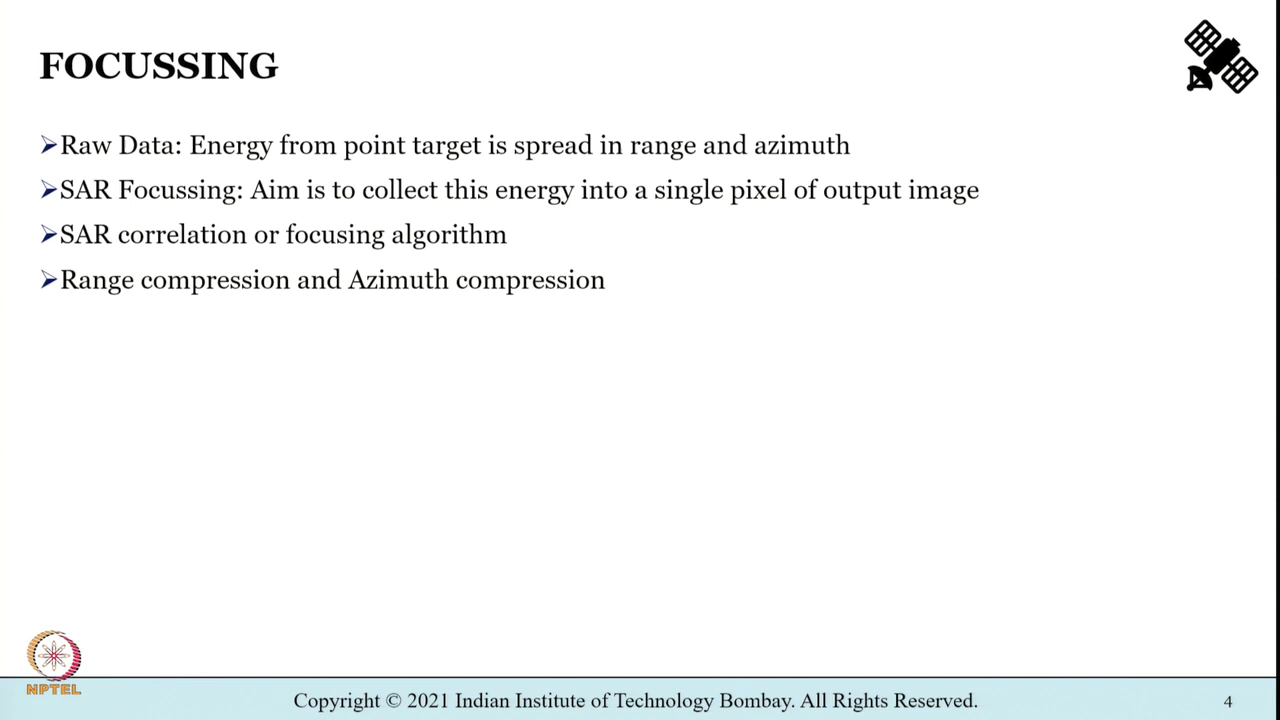 FOCUSSING
➢Raw Data: Energy from point target is spread in range and azimuth
➢SAR Focussing: Aim is to collect this energy into a single pixel of output image
➢SAR correlation or focusing algorithm
➢Range compression and Azimuth compression
NPTEL
Copyright © 2021 Indian Institute of Technology Bombay. All Rights Reserved.
4